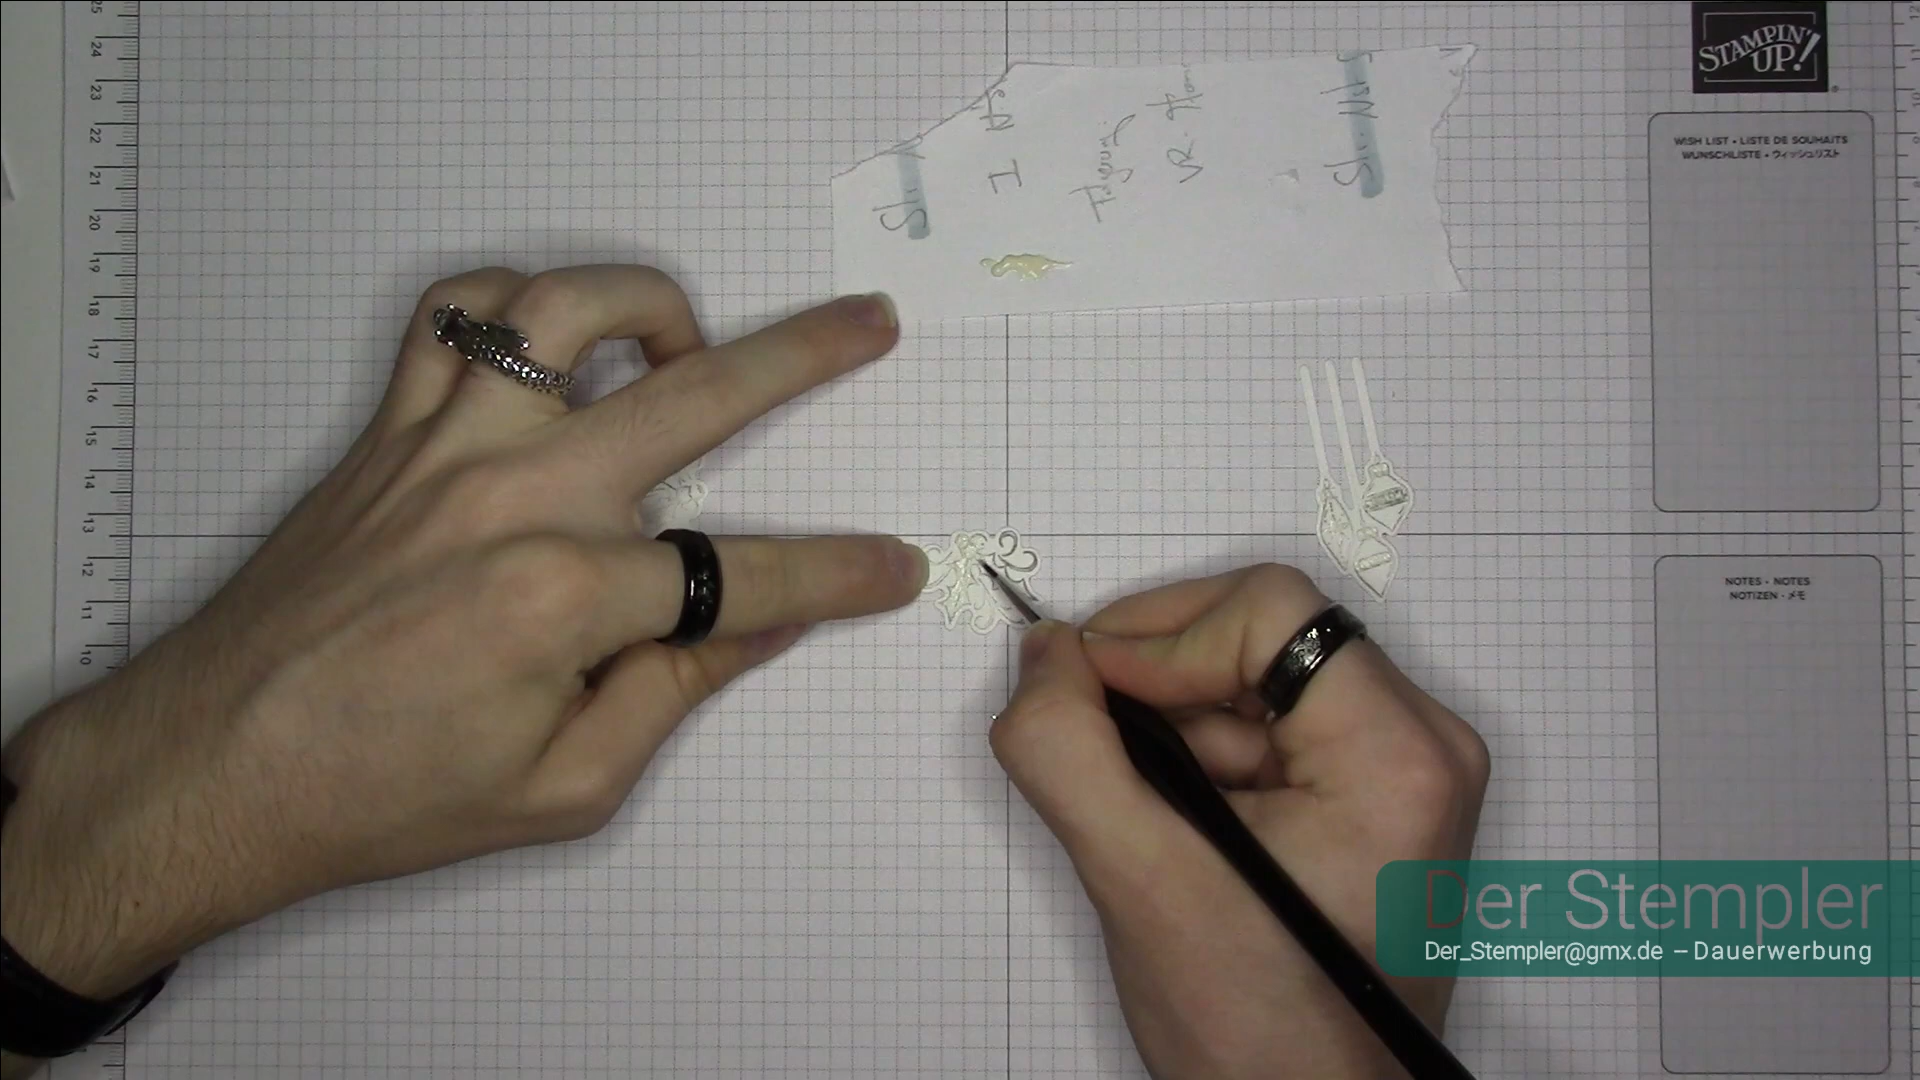 STAMPIN' UP!
WISH LIST • LISTE DE SOUHAITS
WUNSCHLISTE • ウィッシュリスト
NOTES • NOTES
NOTIZEN • メモ
Der Stempler
Der_Stempler@gmx.de – Dauerwerbung
25
24
23
22
21
20
19
18
17
16
15
14
13
12
11
10